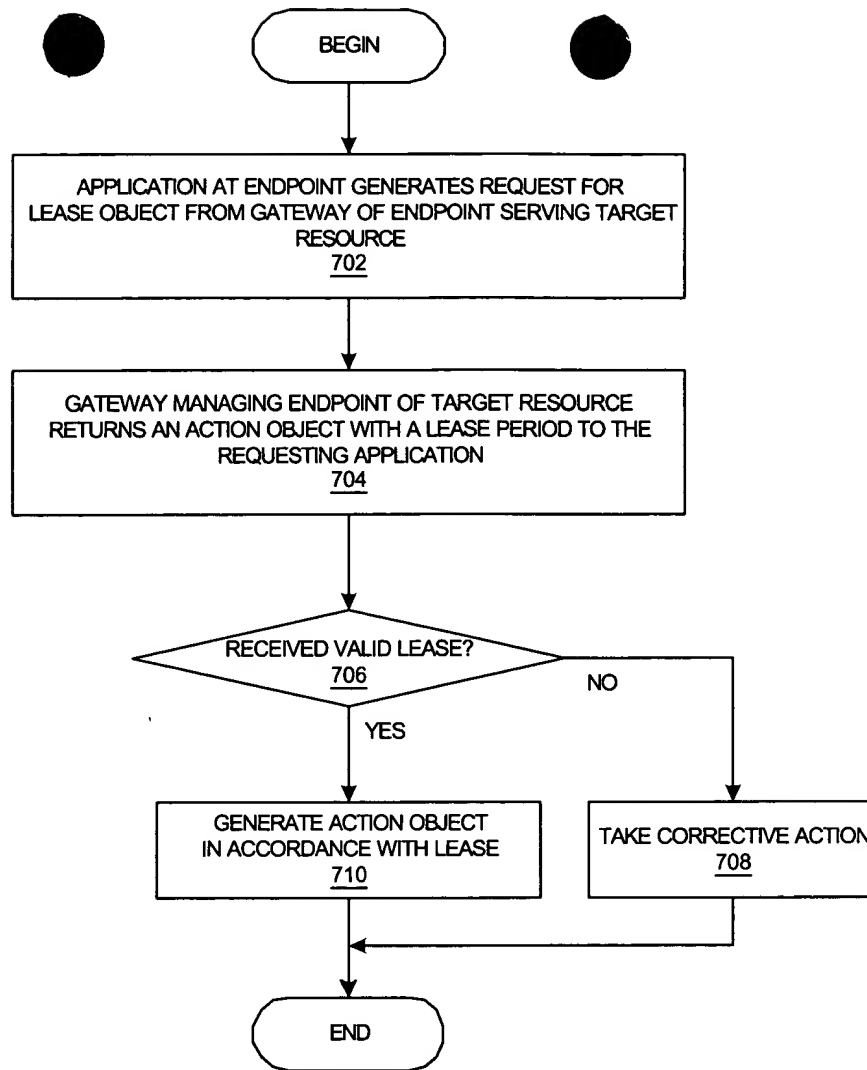 BEGIN
APPLICATION AT ENDPOINT GENERATES REQUEST FOR
LEASE OBJECT FROM GATEWAY OF ENDPOINT SERVING TARGET
RESOURCE
702
GATEWAY MANAGING ENDPOINT OF TARGET RESOURCE
RETURNS AN ACTION OBJECT WITH A LEASE PERIOD TO THE
REQUESTING APPLICATION
704
RECEIVED VALID LEASE?
706
NO
YES
GENERATE ACTION OBJECT
IN ACCORDANCE WITH LEASE
710
TAKE CORRECTIVE ACTION
708
END